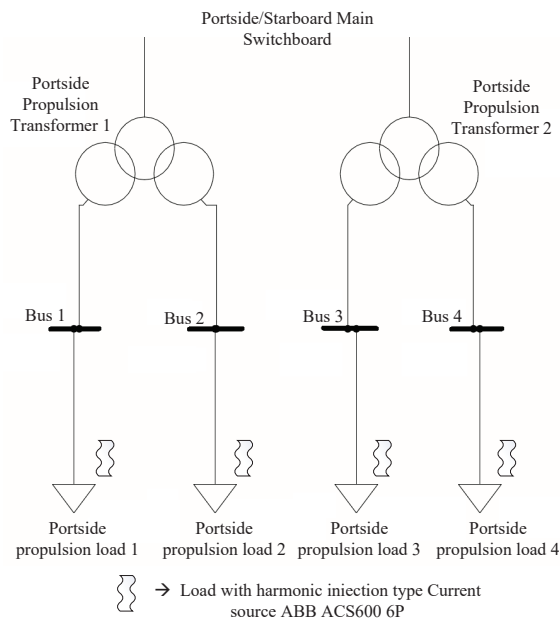 Portside/Starboard Main
Switchboard
Portside
Propulsion
Transformer 1
Portside
Propulsion
Transformer 2
Bus 1
Bus 2
Bus 3
Bus 4
Portside
propulsion load 1
Portside
propulsion load 2
Portside
propulsion load 3
Portside
propulsion load 4
→ Load with harmonic injection type Current
source ABB ACS600 6P